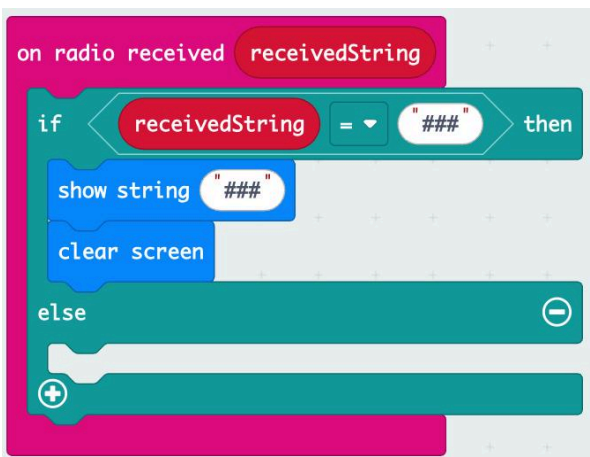 on radio received receivedString
if receivedString = "###" then
show string "###"
clear screen
else